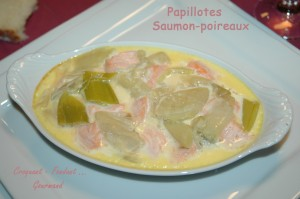 Papillotes
Saumon-poireaux
Croquant - Fondant ...
Gourmand